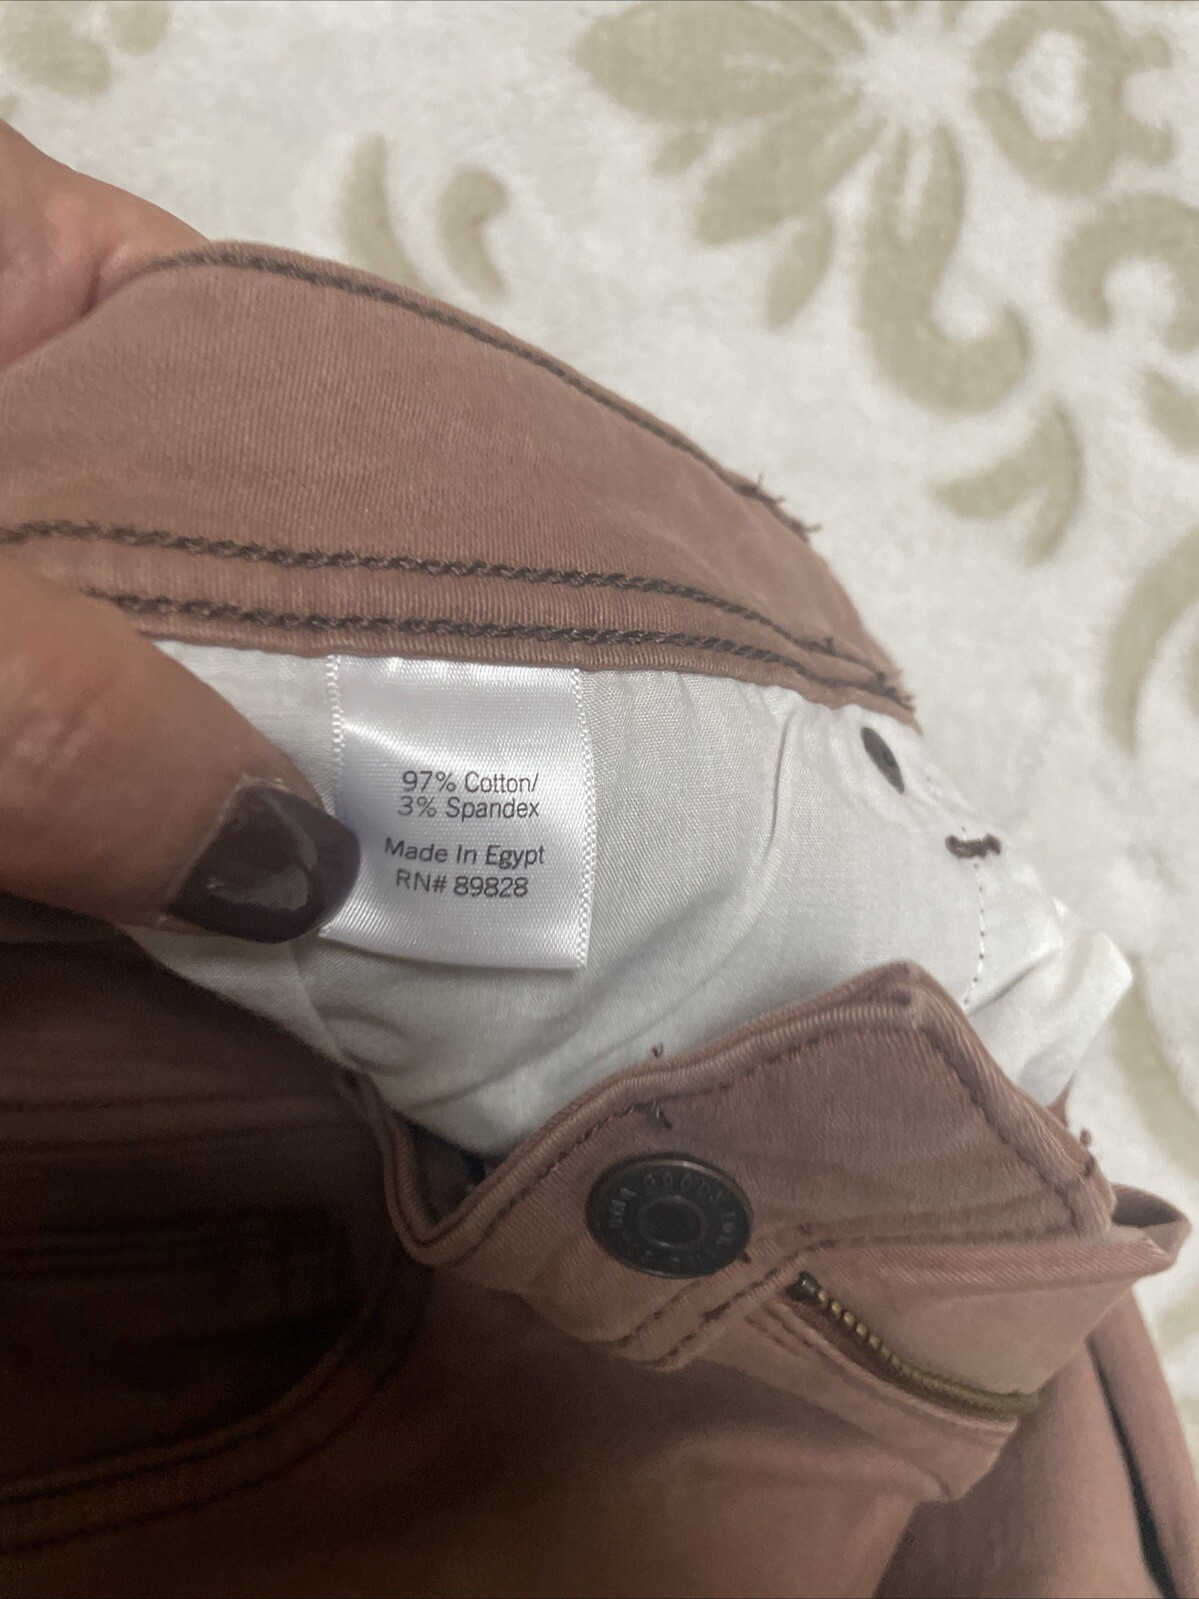 97% Cotton/
3% Spandex
Made In Egypt
RN# 89828